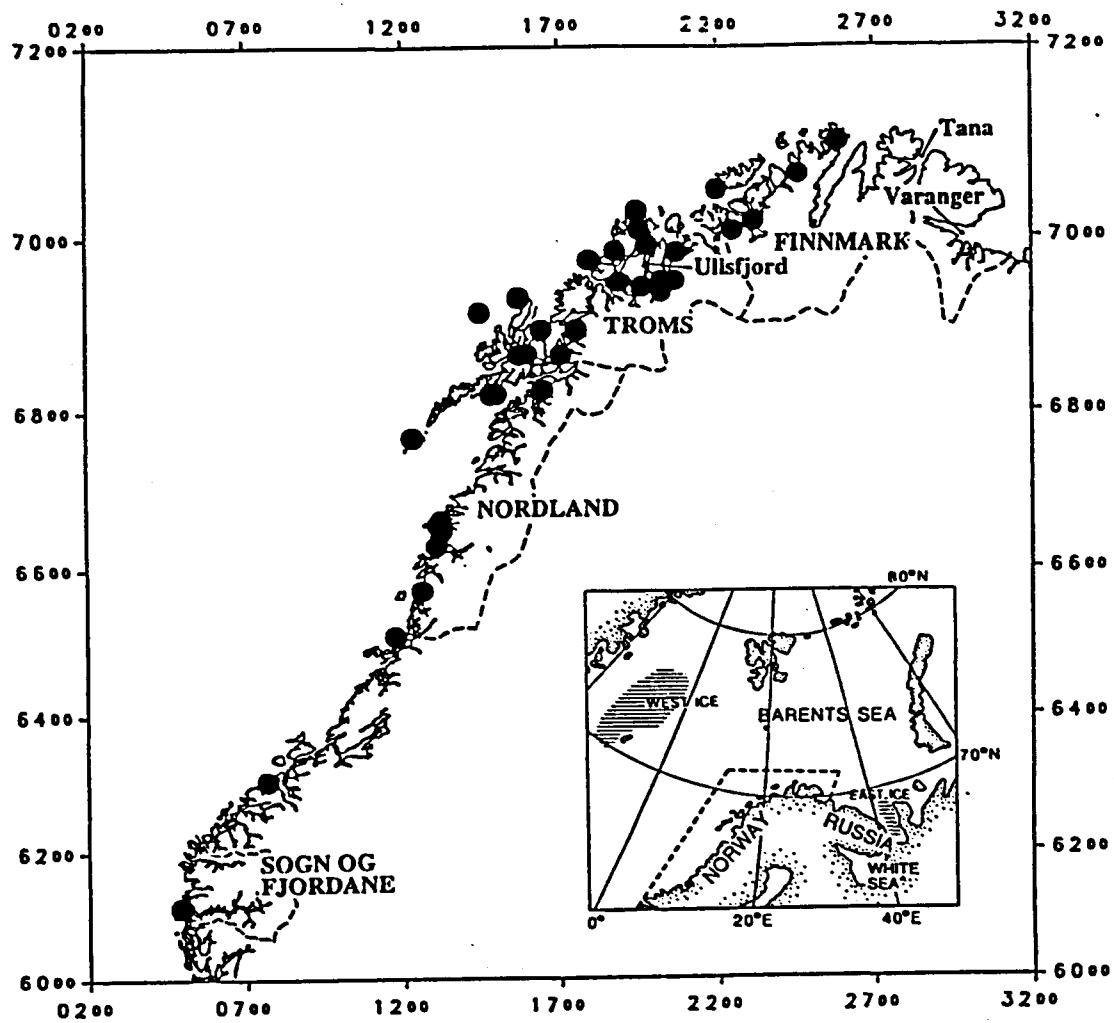 0200 0700 1200 1700 2200 2700 3200
7200 7200
Tana
Varanger
7000 7000
FINNMARK
Ullsfjord
TROMS
6800 6800
NORDLAND
6600 6600
80°N
WEST ICE
BARENTS SEA
6400 6400
70°N
EAST ICE
NORWAY
RUSSIA
WHITE
SEA
6200 6200
SOGN OG
FJORDANE
0° 20°E 40°E
6000 6000
0200 0700 1200 1700 2200 2700 3200